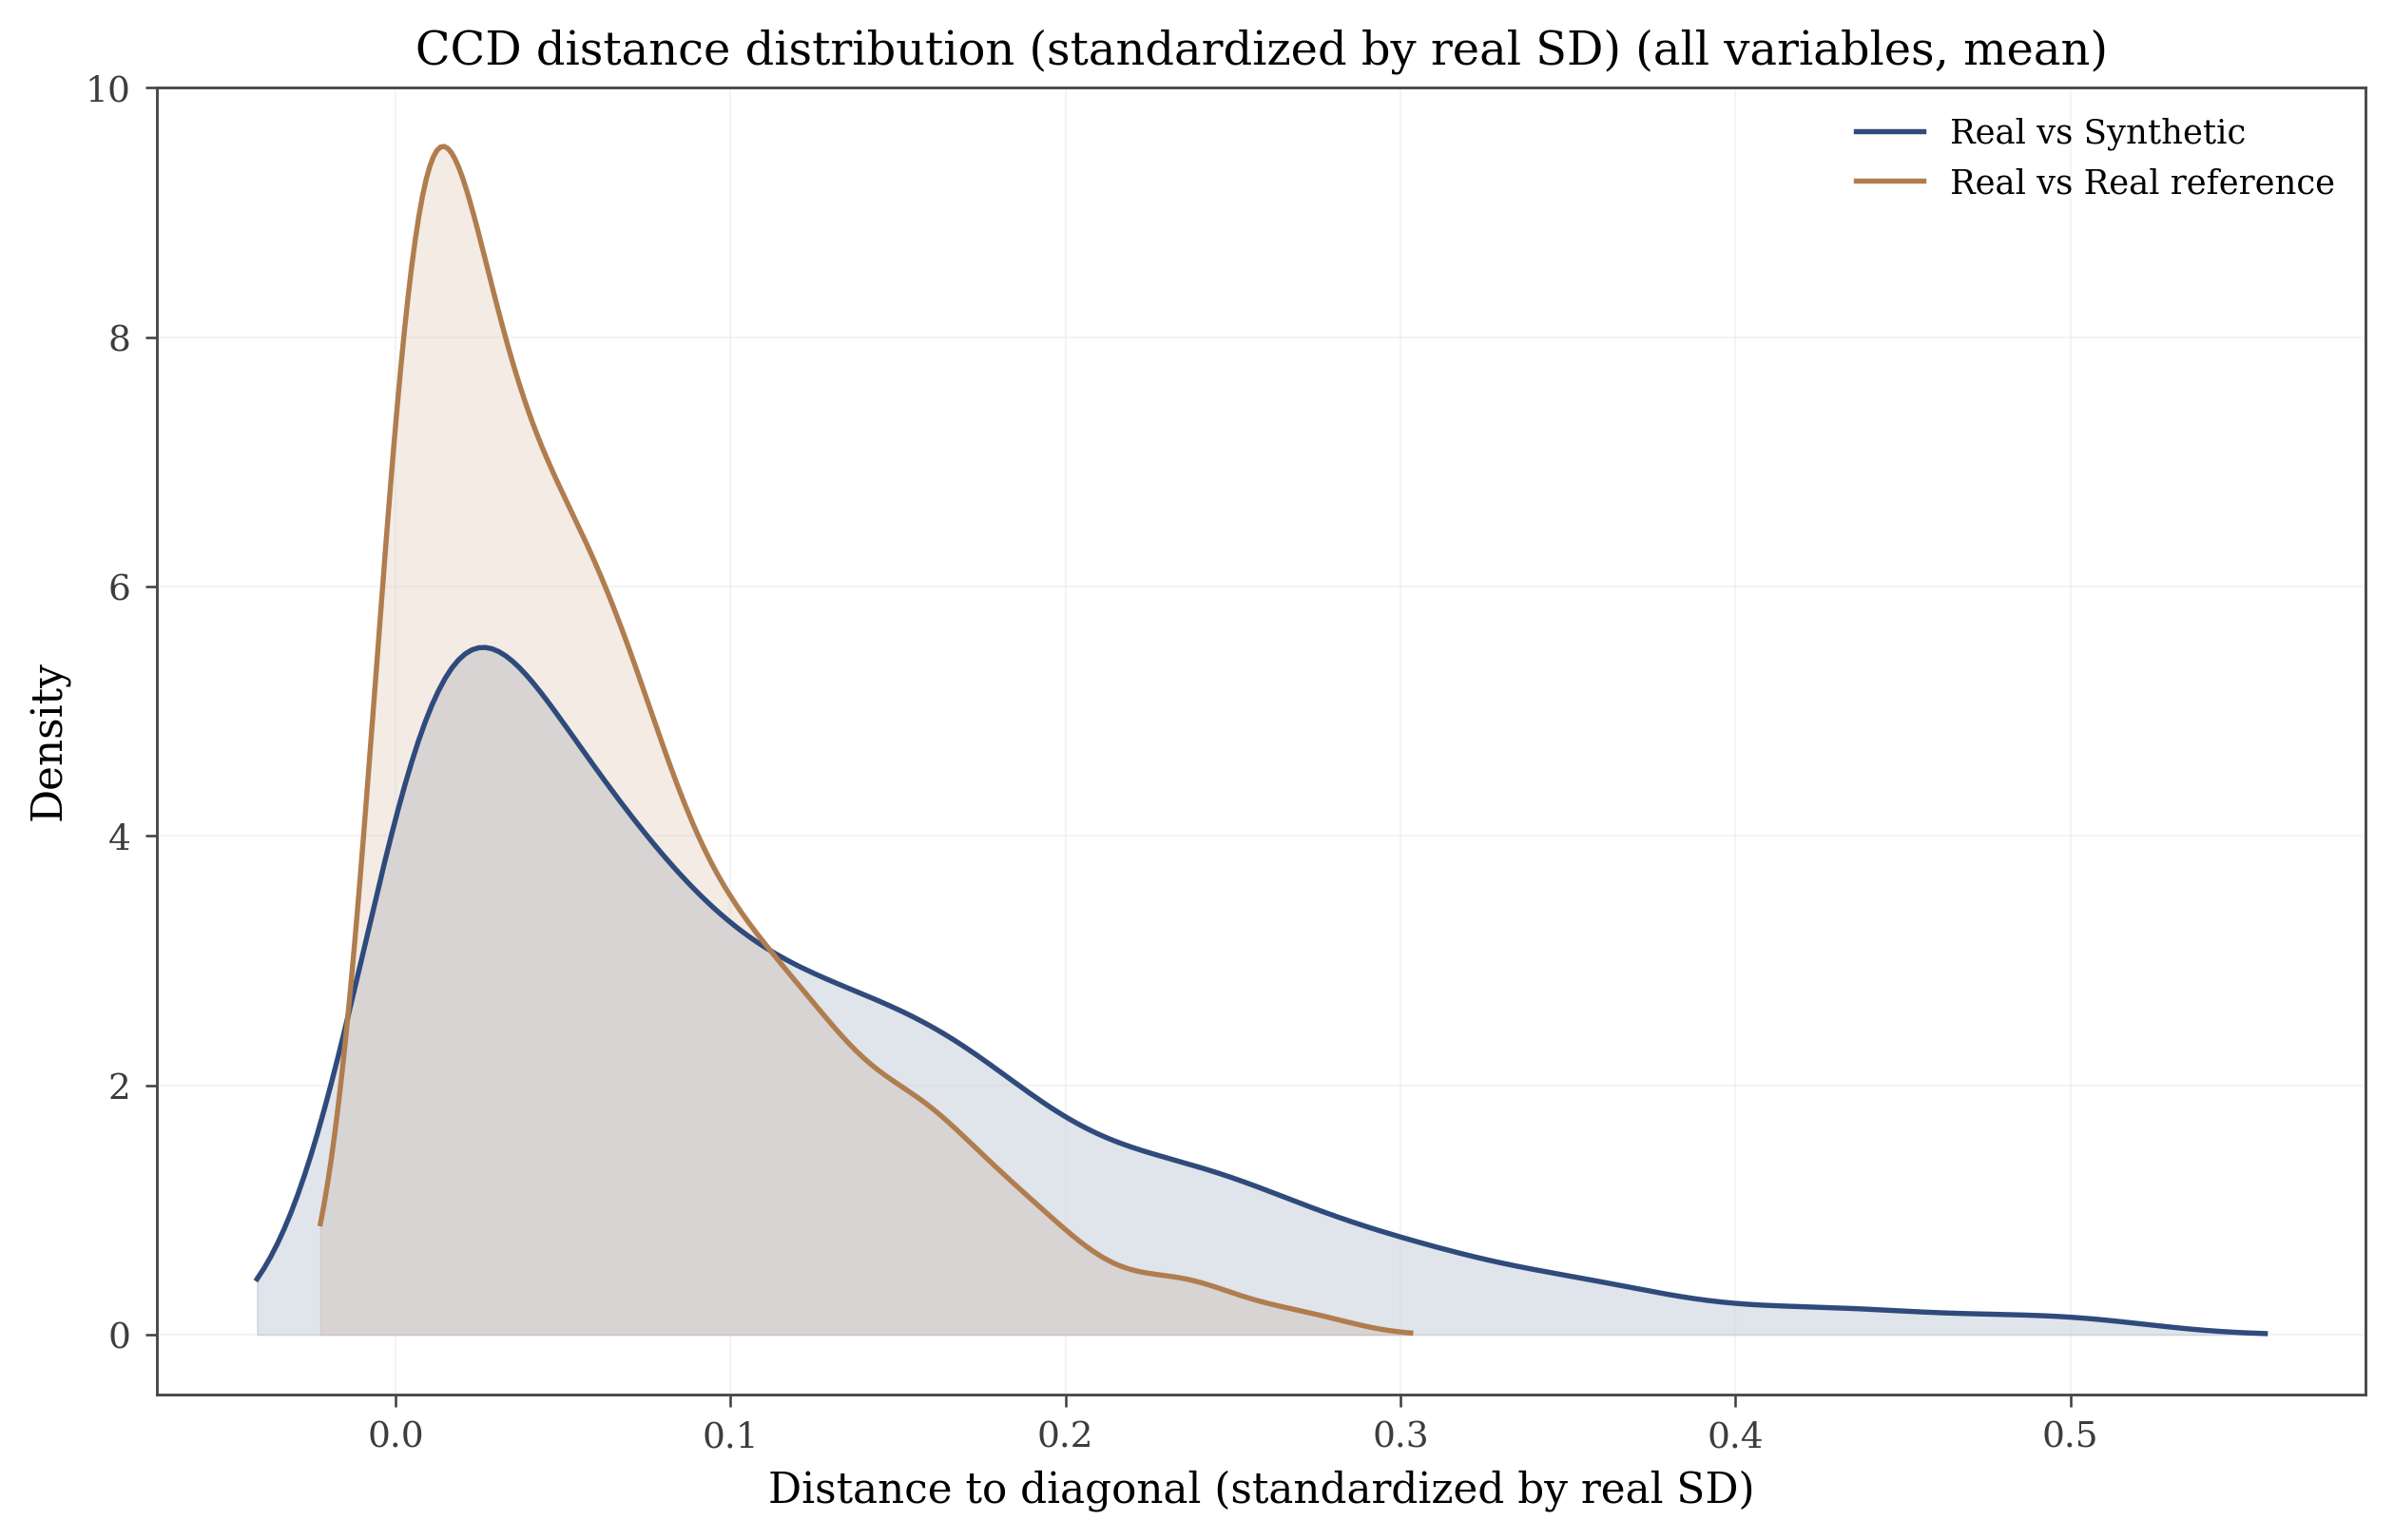 CCD distance distribution (standardized by real SD) (all variables, mean)
10
8
6
4
2
0
Density
Real vs Synthetic
Real vs Real reference
0.0 0.1 0.2 0.3 0.4 0.5
Distance to diagonal (standardized by real SD)